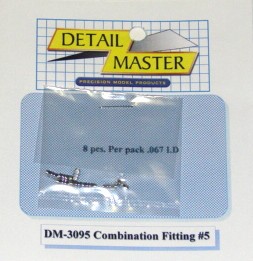 DETAIL
MASTER
PRECISION MODEL PRODUCTS
8 pcs. Per pack .067 I.D
DM-3095 Combination Fitting #5